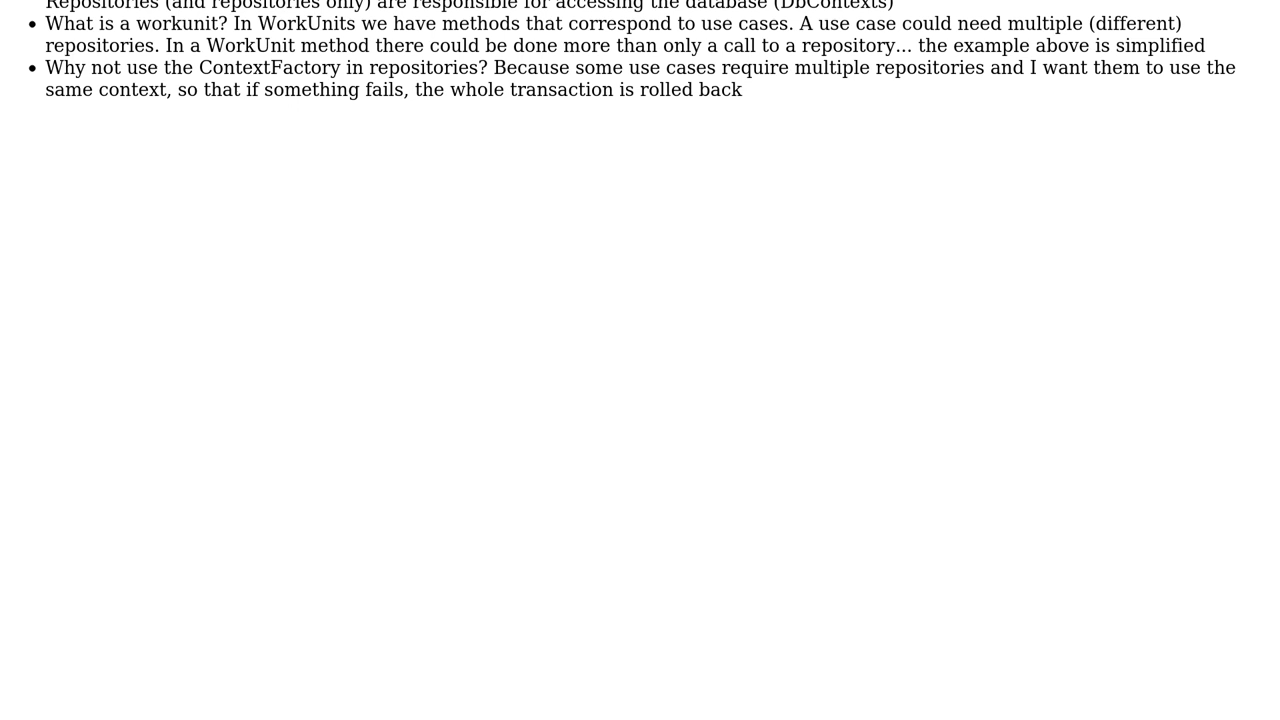 Repositories (and repositories only) are responsible for accessing the database (DbContexts)
What is a workunit? In WorkUnits we have methods that correspond to use cases. A use case could need multiple (different)
repositories. In a WorkUnit method there could be done more than only a call to a repository... the example above is simplified
Why not use the ContextFactory in repositories? Because some use cases require multiple repositories and I want them to use the
same context, so that if something fails, the whole transaction is rolled back